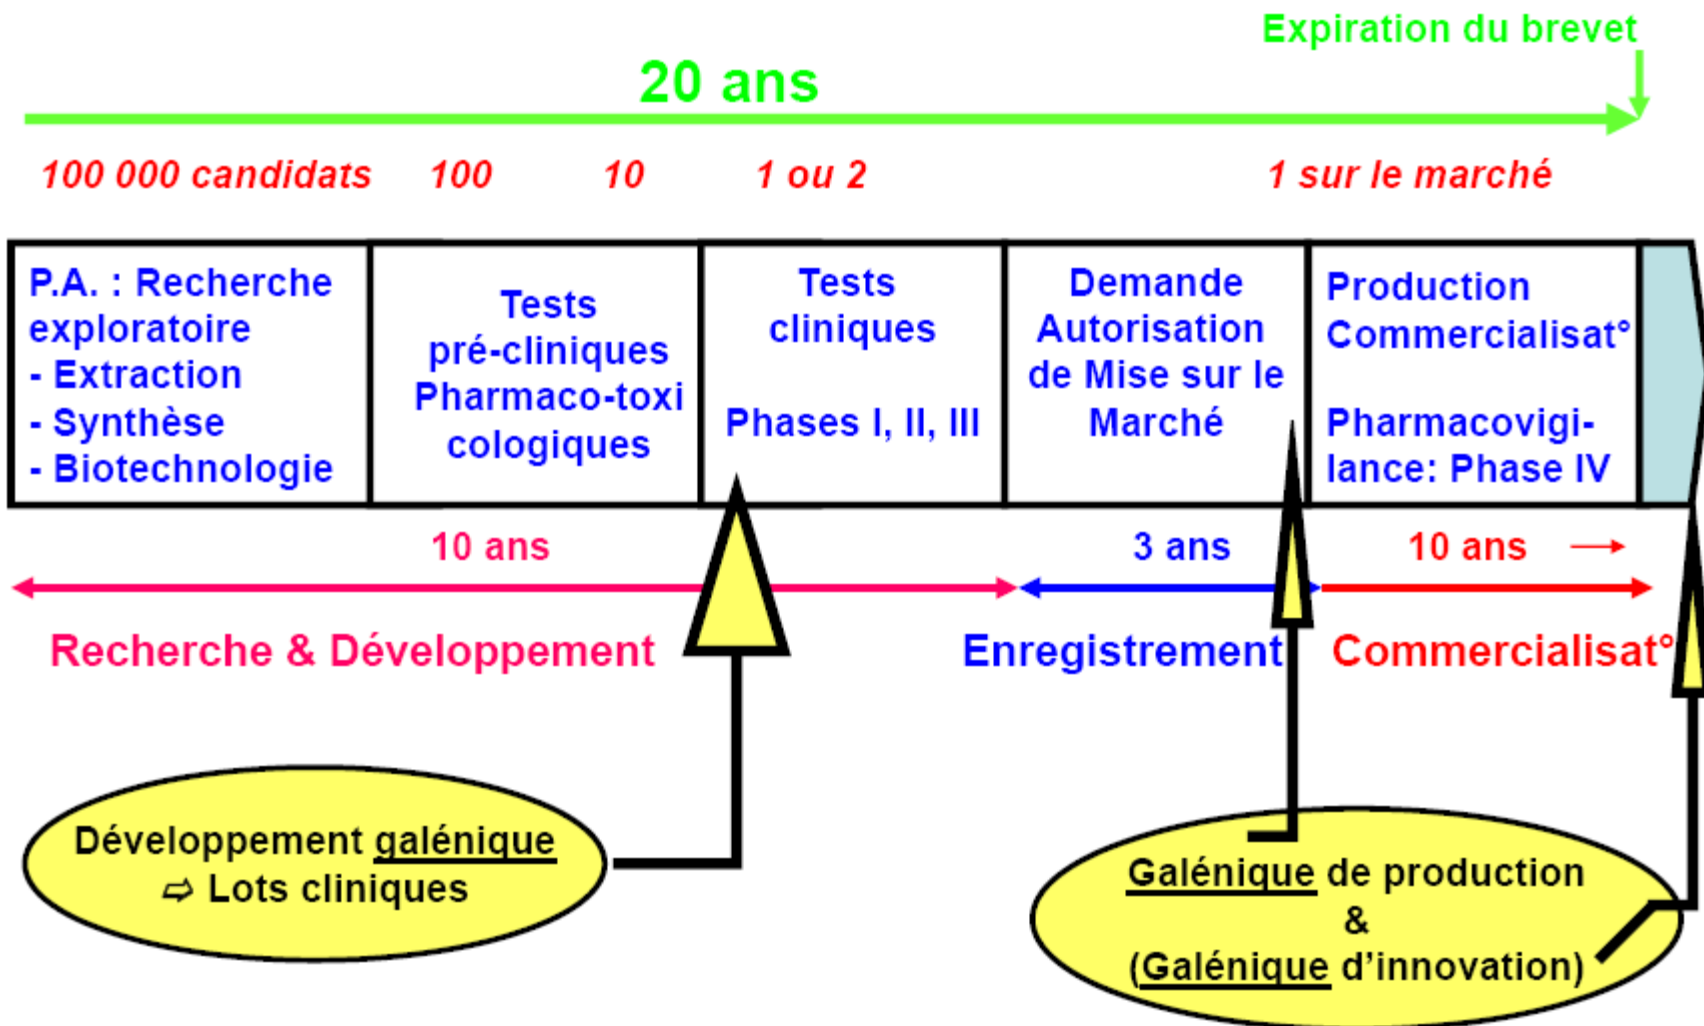 Expiration du brevet
20 ans
100 000 candidats 100 10 1 ou 2 1 sur le marché
P.A. : Recherche
exploratoire
- Extraction
- Synthèse
- Biotechnologie
Tests
pré-cliniques
Pharmaco-toxi
cologiques
Tests
cliniques
Phases I, II, III
Demande
Autorisation
de Mise sur le
Marché
Production
Commercialisat°
Pharmacovigi-
lance: Phase IV
10 ans 3 ans 10 ans →
Recherche & Développement Enregistrement Commercialisat°
Développement galénique
⇨ Lots cliniques
Galénique de production
&
(Galénique d'innovation)